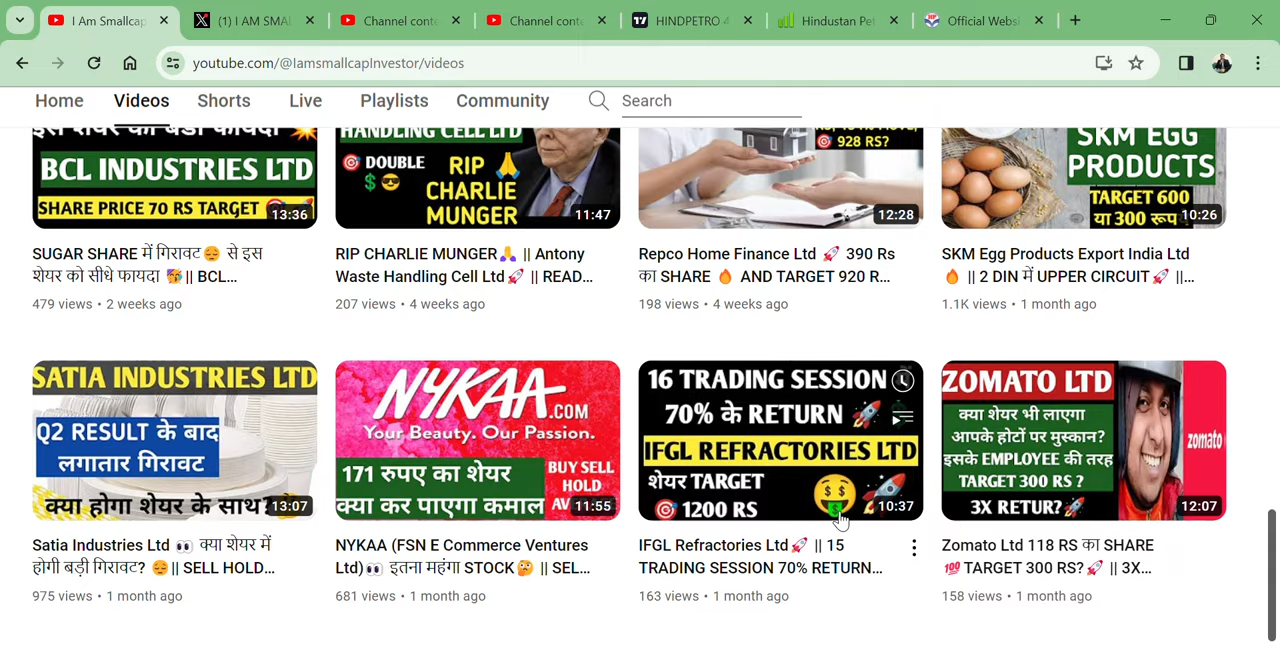 I Am Smallcap
(1) I AM SMAL
Channel conte
Channel conte
HINDPETRO 4
Hindustan Pet
Official Websi
youtube.com/@IamsmallcapInvestor/videos
Home Videos Shorts Live Playlists Community Search
BCL INDUSTRIES LTD
SHARE PRICE 70 RS TARGET
13:36
HANDLING CELL LTD
DOUBLE
RIP
CHARLIE
MUNGER
11:47
928 RS?
12:28
SKM EGG
PRODUCTS
TARGET 600
या 300 रूप
10:26
SUGAR SHARE में गिरावट😔 से इस
शेयर को सीधे फायदा 🎉|| BCL...
479 views • 2 weeks ago
RIP CHARLIE MUNGER🙏 || Antony
Waste Handling Cell Ltd🚀 || READ...
207 views • 4 weeks ago
Repco Home Finance Ltd 🚀 390 Rs
का SHARE 🔥 AND TARGET 920 R...
198 views • 4 weeks ago
SKM Egg Products Export India Ltd
🔥 || 2 DIN में UPPER CIRCUIT🚀 ||...
1.1K views • 1 month ago
SATIA INDUSTRIES LTD
Q2 RESULT के बाद
लगातार गिरावट
क्या होगा शेयर के साथ?
13:07
NYKAA.COM
Your Beauty. Our Passion.
171 रुपए का शेयर
क्या कर पाएगा कमाल
BUY SELL
HOLD
11:55
16 TRADING SESSION
70% के RETURN
IFGL REFRACTORIES LTD
शेयर TARGET
1200 RS
10:37
ZOMATO LTD
क्या शेयर भी लाएगा
आपके होटों पर मुस्कान?
इसके EMPLOYEE की तरह
TARGET 300 RS ?
3X RETUR?
zomato
12:07
Satia Industries Ltd 👀 क्या शेयर में
होगी बड़ी गिरावट? 😔|| SELL HOLD...
975 views • 1 month ago
NYKAA (FSN E Commerce Ventures
Ltd)👀 इतना महंगा STOCK🤔 || SEL...
681 views • 1 month ago
IFGL Refractories Ltd🚀 || 15
TRADING SESSION 70% RETURN...
163 views • 1 month ago
Zomato Ltd 118 RS का SHARE
💯 TARGET 300 RS?🚀 || 3X...
158 views • 1 month ago